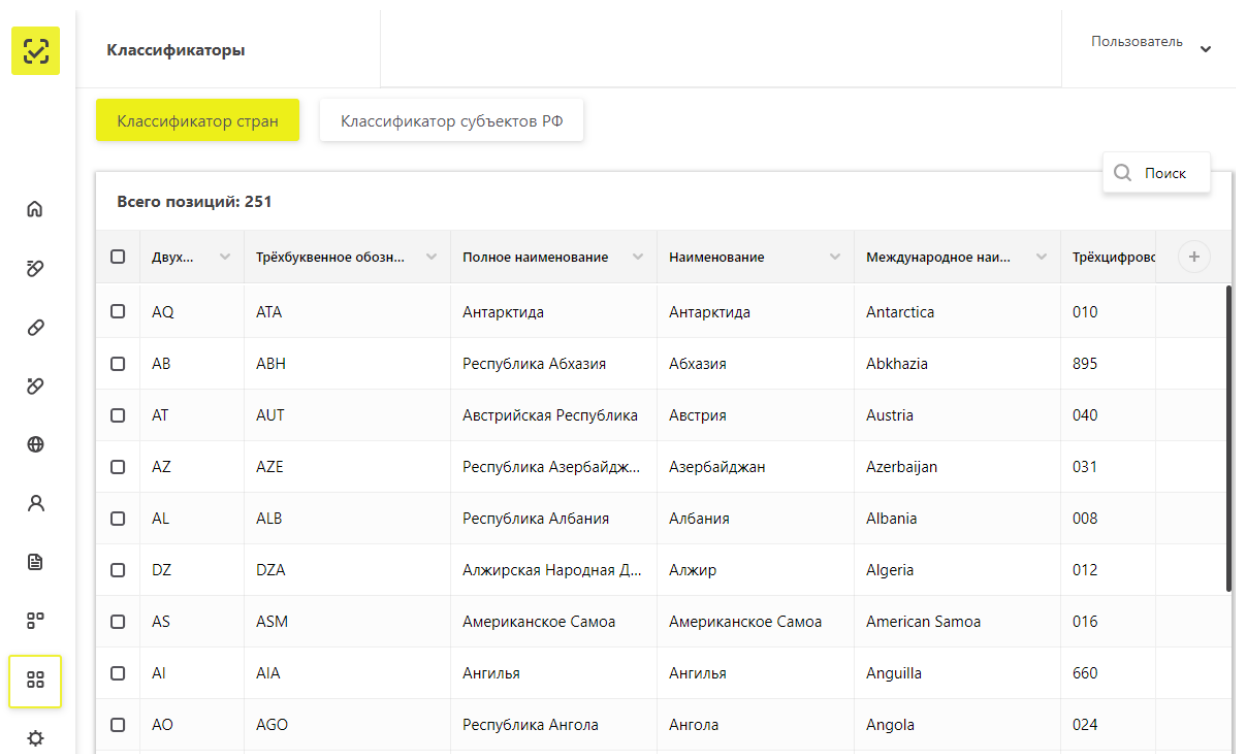 Классификаторы
Пользователь
Классификатор стран
Классификатор субъектов РФ
Поиск
Всего позиций: 251
Двух... Трёхбуквенное обозн... Полное наименование Наименование Международное наи... Трёхцифрово
AQ ATA Антарктида Антарктида Antarctica 010
AB ABH Республика Абхазия Абхазия Abkhazia 895
AT AUT Австрийская Республика Австрия Austria 040
AZ AZE Республика Азербайдж... Азербайджан Azerbaijan 031
AL ALB Республика Албания Албания Albania 008
DZ DZA Алжирская Народная Д... Алжир Algeria 012
AS ASM Американское Самоа Американское Самоа American Samoa 016
AI AIA Ангилья Ангилья Anguilla 660
AO AGO Республика Ангола Ангола Angola 024